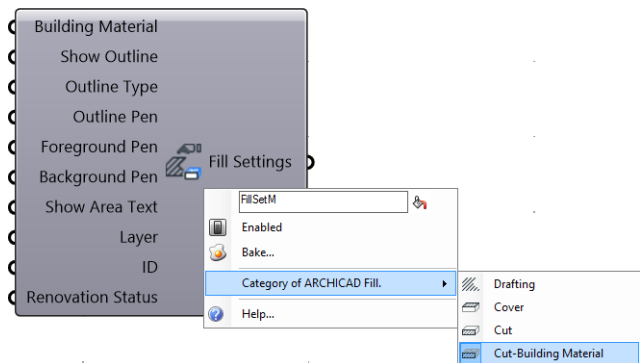 Building Material
Show Outline
Outline Type
Outline Pen
Foreground Pen
Background Pen
Show Area Text
Layer
ID
Renovation Status
Fill Settings
FillSetM
Enabled
Bake...
Category of ARCHICAD Fill.
Help...
Drafting
Cover
Cut
Cut-Building Material